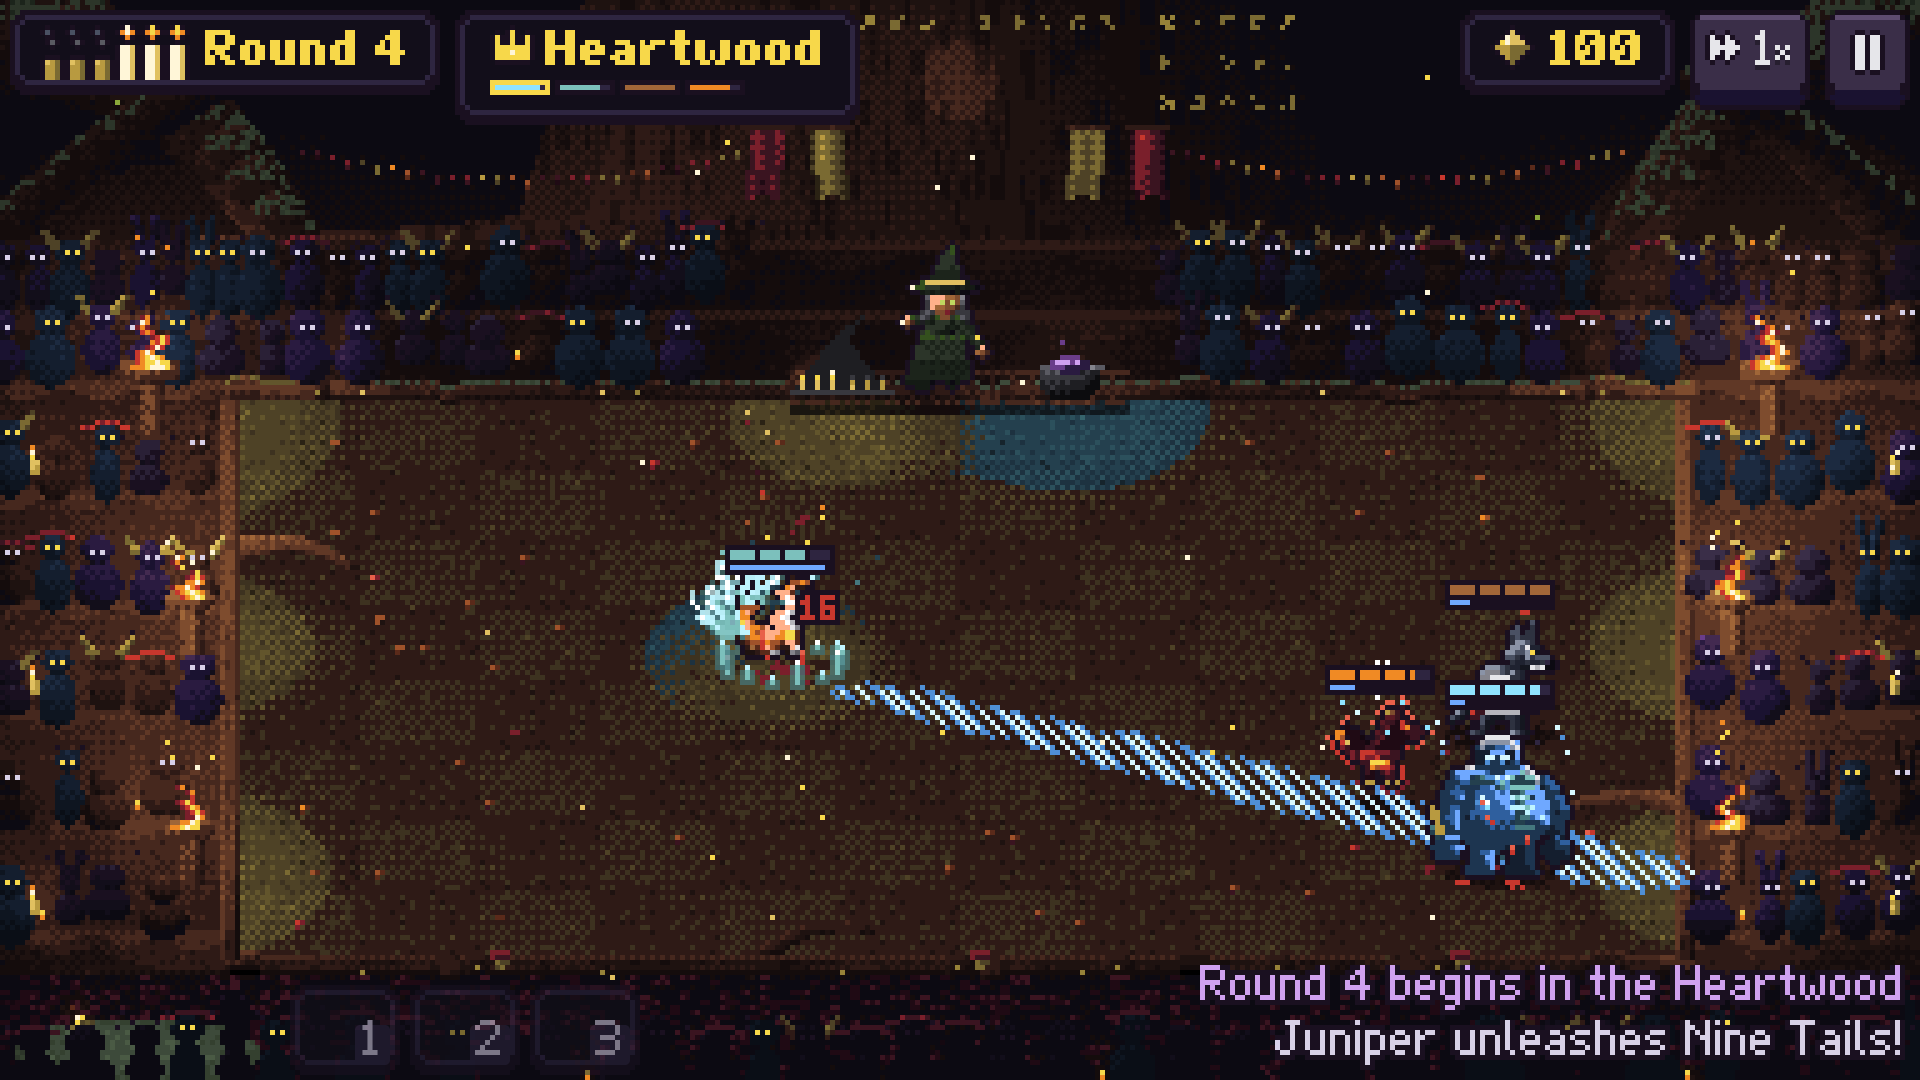 Round 4
Heartwood
100
1x
16
Round 4 begins in the Heartwood
Juniper unleashes Nine Tails!
1
2
3